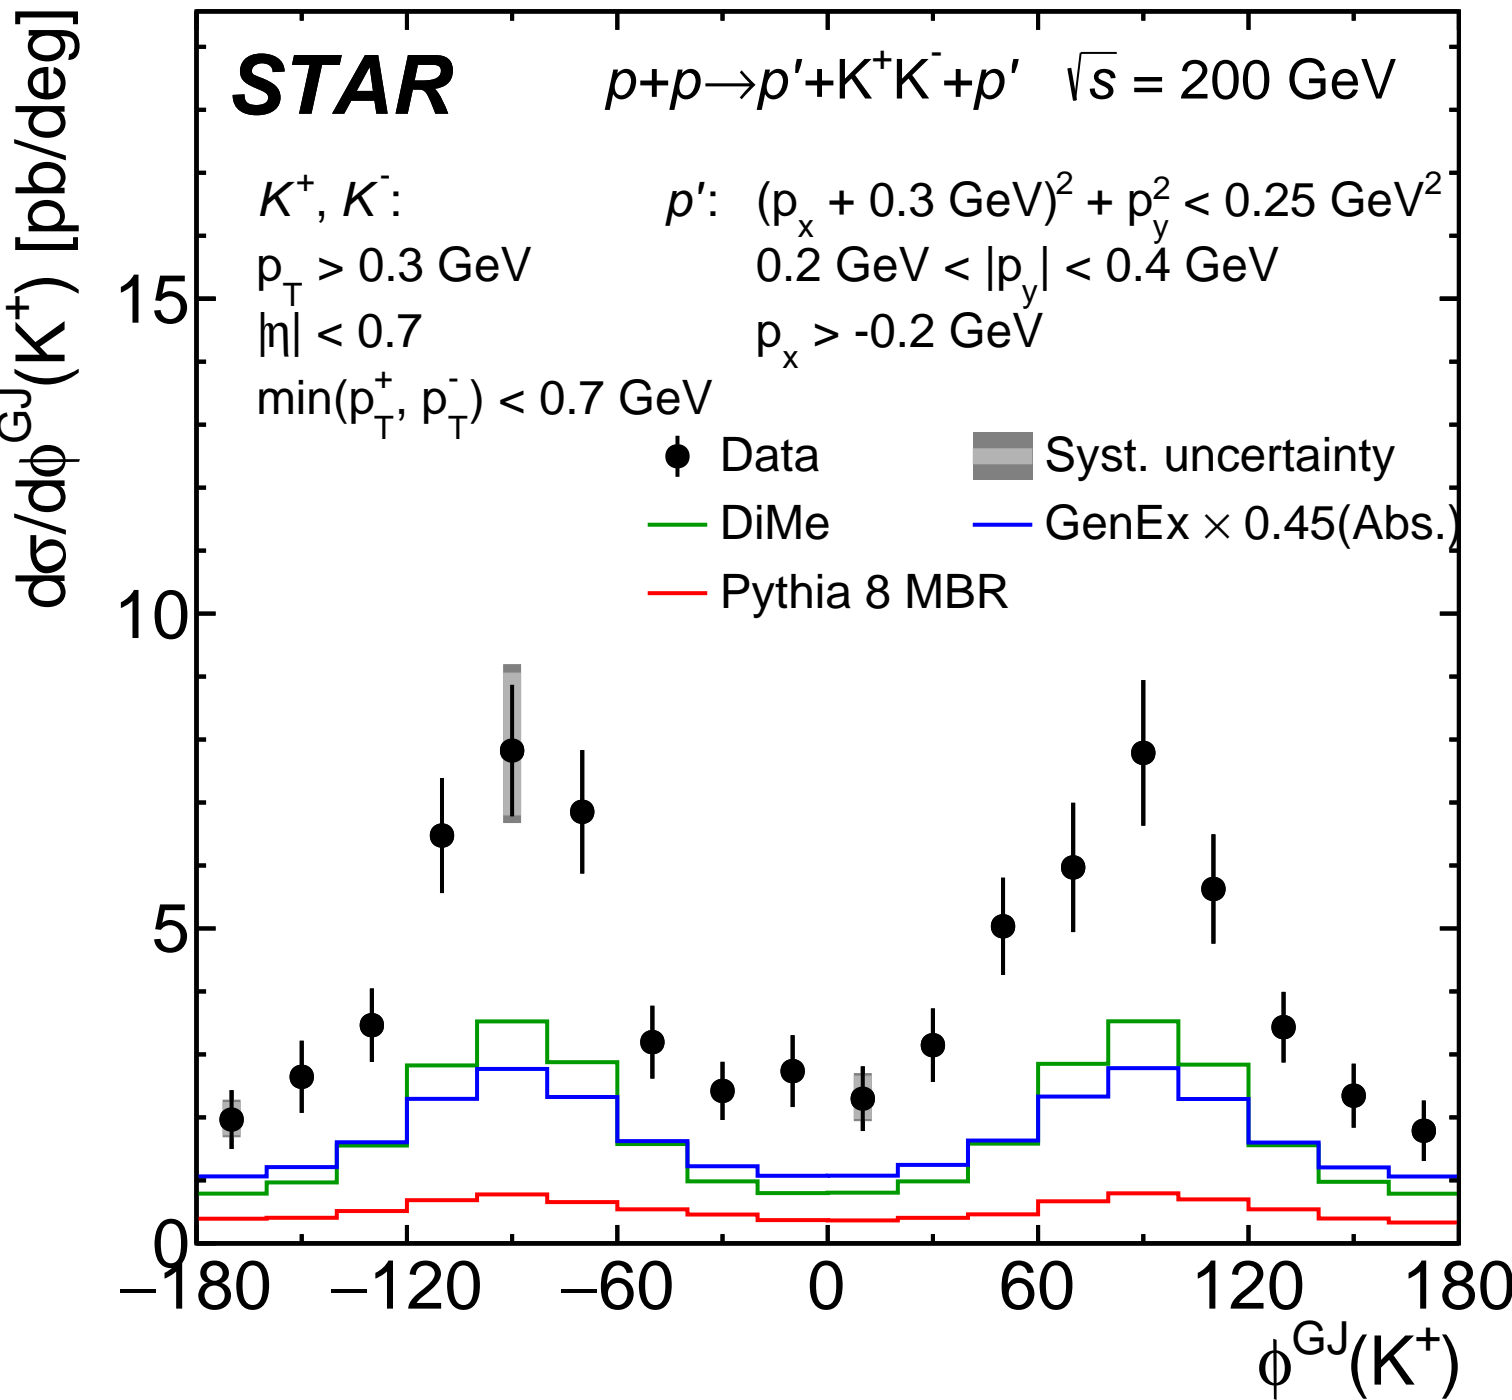 dσ/dφ^GJ(K⁺) [pb/deg]
STAR p+p→p′+K⁺K⁻+p′ √s = 200 GeV
K⁺, K⁻: p′: (pₓ + 0.3 GeV)² + p_y² < 0.25 GeV²
p_T > 0.3 GeV 0.2 GeV < |p_y| < 0.4 GeV
|η| < 0.7 pₓ > -0.2 GeV
min(p_T⁺, p_T⁻) < 0.7 GeV
Data Syst. uncertainty
DiMe GenEx × 0.45(Abs.)
Pythia 8 MBR
15
10
5
0
−180 −120 −60 0 60 120 180
φ^GJ(K⁺)